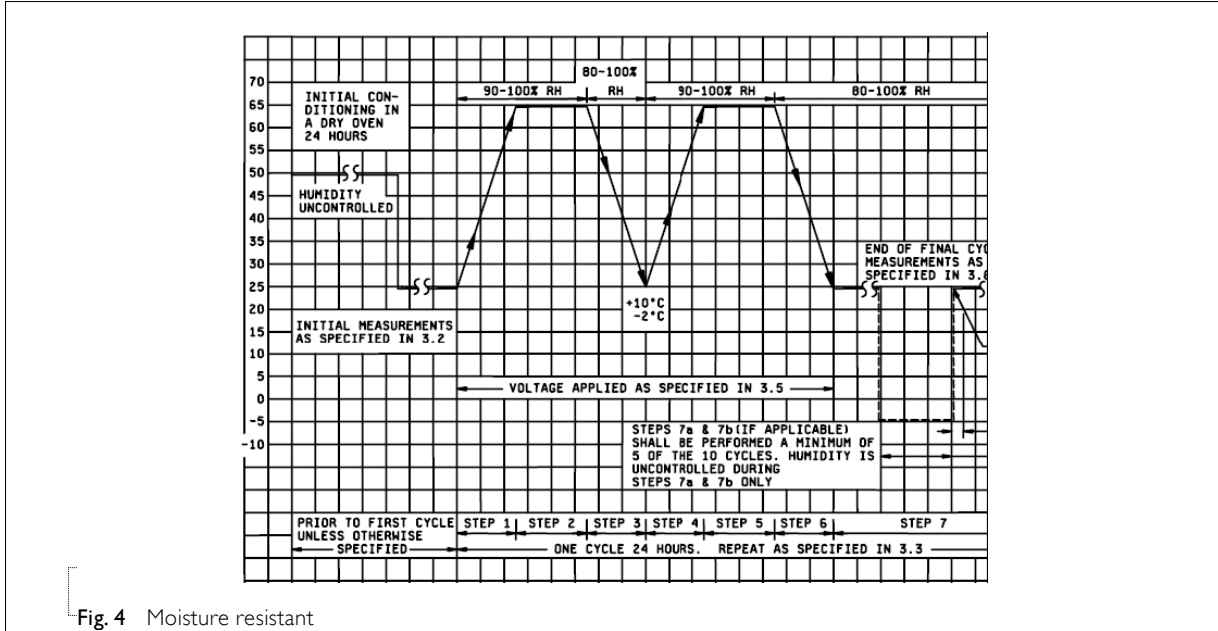 80-100%
90-100% RH
RH
90-100% RH
80-100% RH
70
65
60
55
50
45
40
35
30
25
20
15
10
5
0
-5
-10
INITIAL CON-
DITIONING IN
A DRY OVEN
24 HOURS
HUMIDITY
UNCONTROLLED
END OF FINAL CYC
MEASUREMENTS AS
SPECIFIED IN 3.8
+10°C
-2°C
INITIAL MEASUREMENTS
AS SPECIFIED IN 3.2
VOLTAGE APPLIED AS SPECIFIED IN 3.5
STEPS 7a & 7b(IF APPLICABLE)
SHALL BE PERFORMED A MINIMUM OF
5 OF THE 10 CYCLES. HUMIDITY IS
UNCONTROLLED DURING
STEPS 7a & 7b ONLY
PRIOR TO FIRST CYCLE
UNLESS OTHERWISE
SPECIFIED
STEP 1
STEP 2
STEP 3
STEP 4
STEP 5
STEP 6
STEP 7
ONE CYCLE 24 HOURS. REPEAT AS SPECIFIED IN 3.3
Fig. 4 Moisture resistant